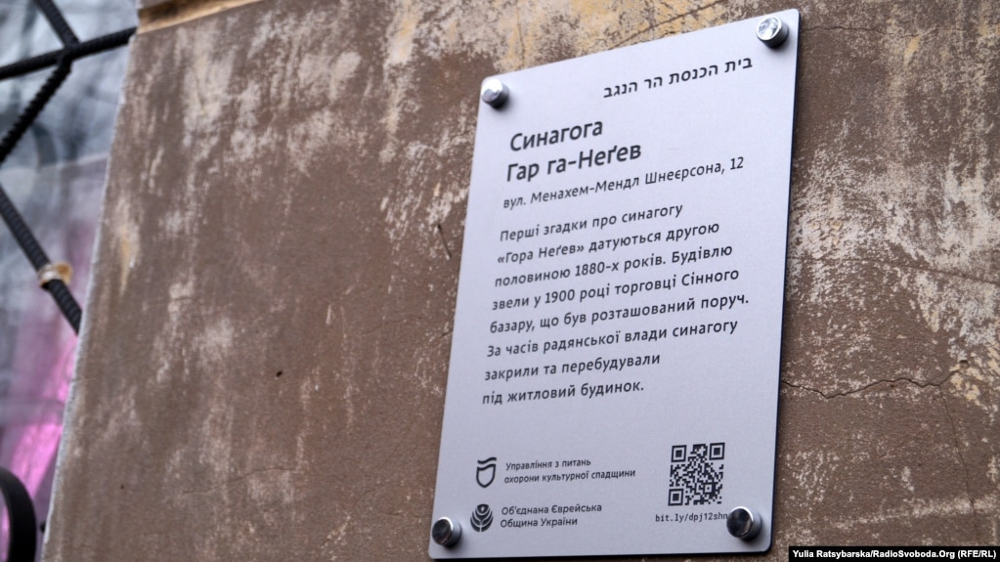 בית הכנסת הר הנגב
Синагога
Гар га-Неґев
вул. Менахем-Мендл Шнеєрсона, 12
Перші згадки про синагогу
«Гора Неґев» датуються другою
половиною 1880-х років. Будівлю
звели у 1900 році торговці Сінного
базару, що був розташований поруч.
За часів радянської влади синагогу
закрили та перебудували
під житловий будинок.
Управління з питань
охорони культурної спадщини
Об'єднана Єврейська
Община України
Yulia Ratsybarska/RadioSvoboda.Org (RFE/RL)